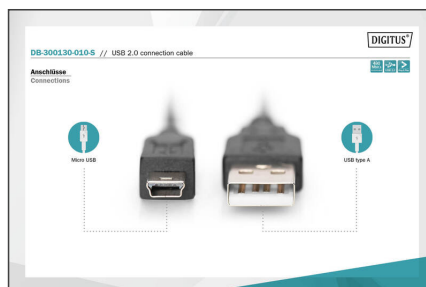 DIGITUS®
DB-300130-010-S // USB 2.0 connection cable
Anschlüsse
Connections
Micro USB
USB type A